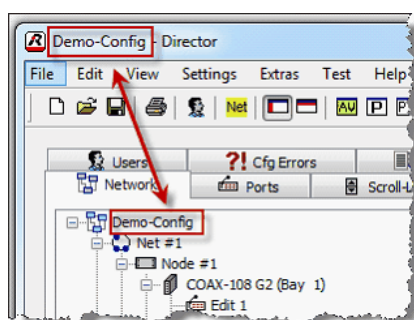 Demo-Config - Director
File Edit View Settings Extras Test Help
Net AV P
Users ?! Cfg Errors
Network Ports
Demo-Config
Net #1
Node #1
COAX-108 G2 (Bay 1)
Edit 1